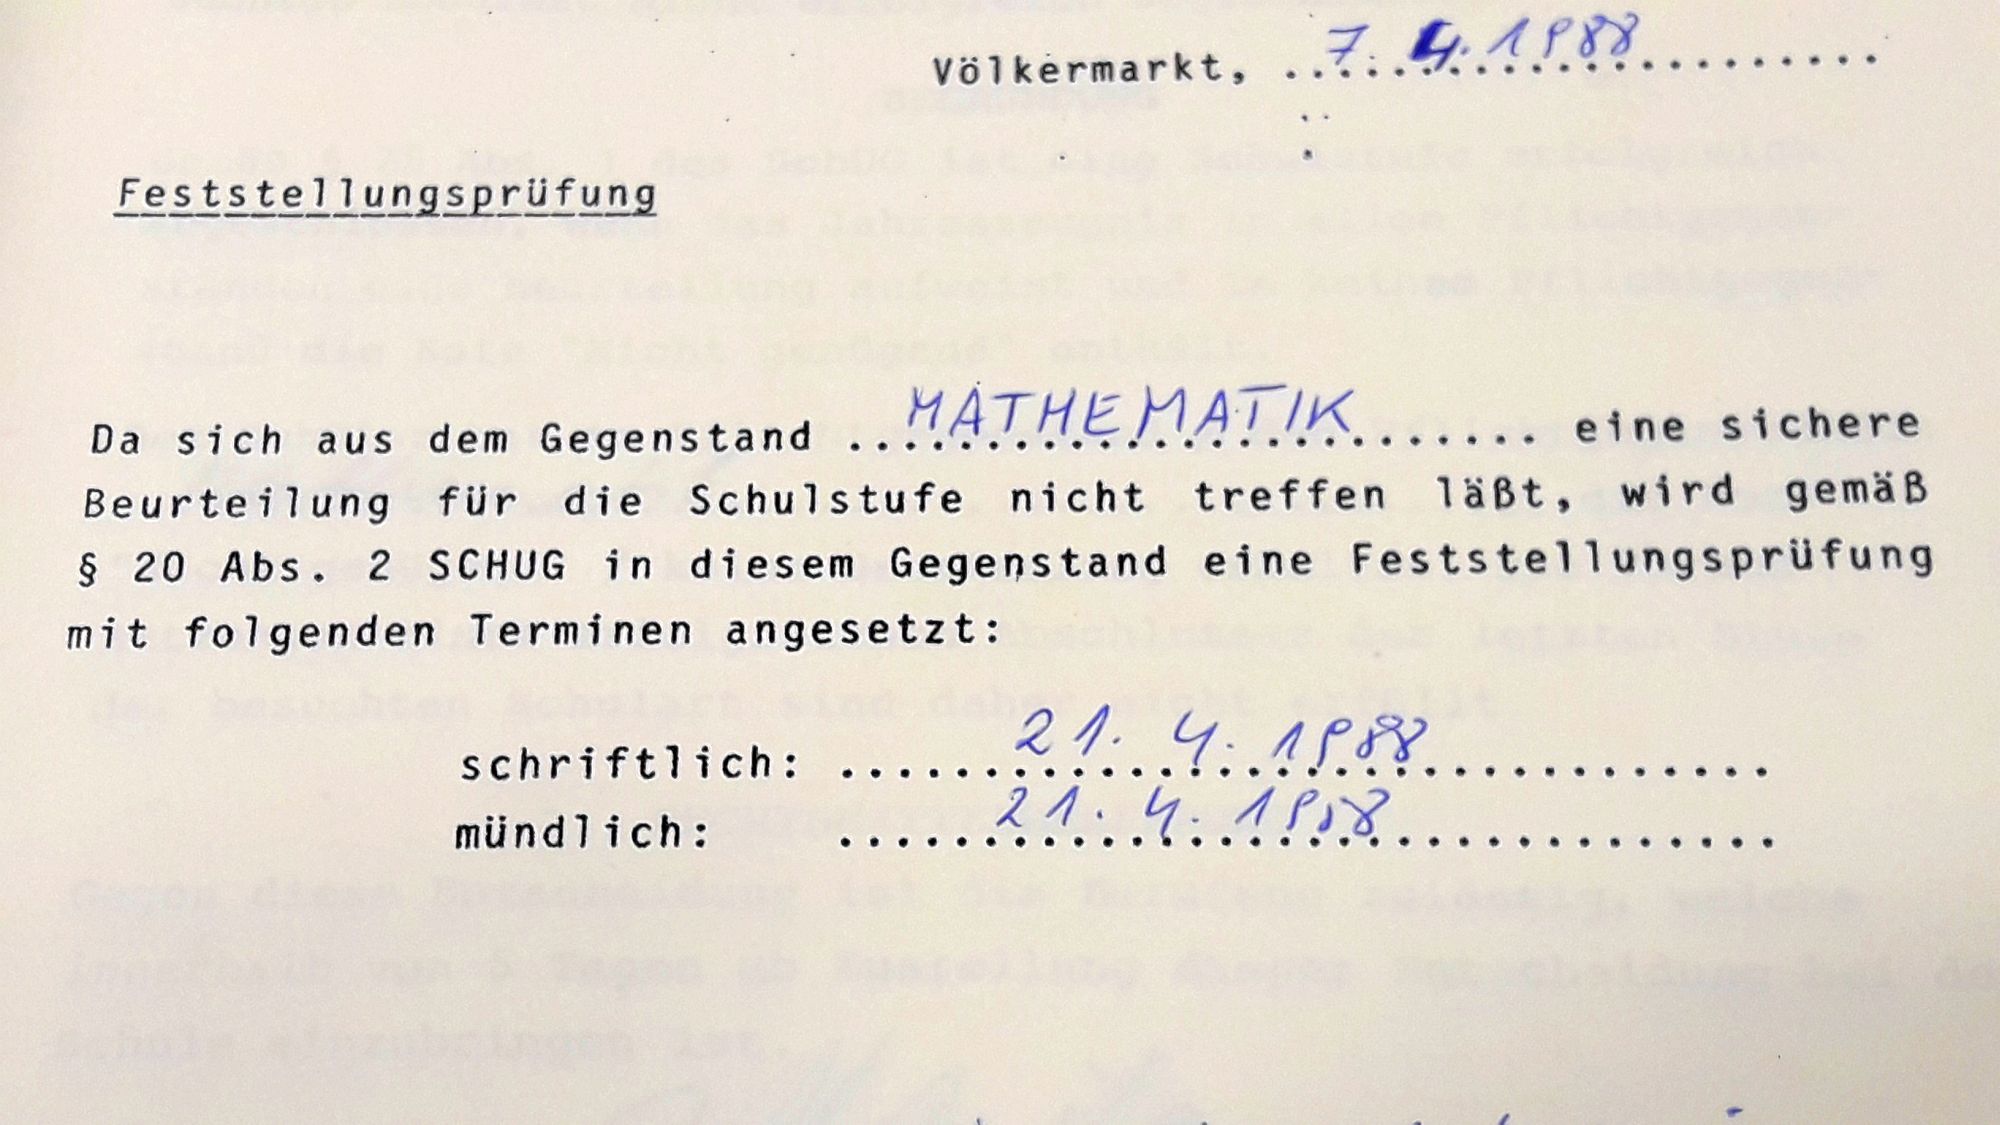 Völkermarkt, 7. 4. 1988
Feststellungsprüfung
Da sich aus dem Gegenstand MATHEMATIK eine sichere
Beurteilung für die Schulstufe nicht treffen läßt, wird gemäß
§ 20 Abs. 2 SCHUG in diesem Gegenstand eine Feststellungsprüfung
mit folgenden Terminen angesetzt:
schriftlich: 21. 4. 1988
mündlich: 21. 4. 1988